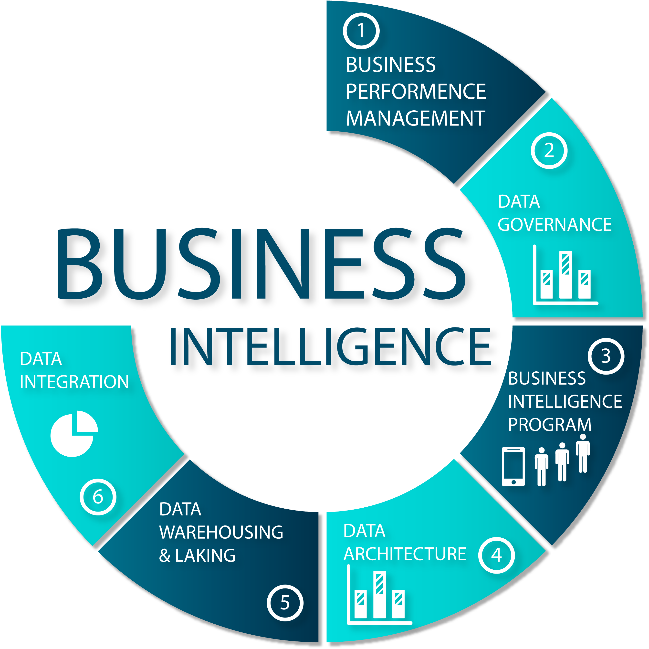 BUSINESS
INTELLIGENCE
1
BUSINESS
PERFORMENCE
MANAGEMENT
2
DATA
GOVERNANCE
3
BUSINESS
INTELLIGENCE
PROGRAM
DATA
ARCHITECTURE
4
DATA
WAREHOUSING
& LAKING
5
DATA
INTEGRATION
6